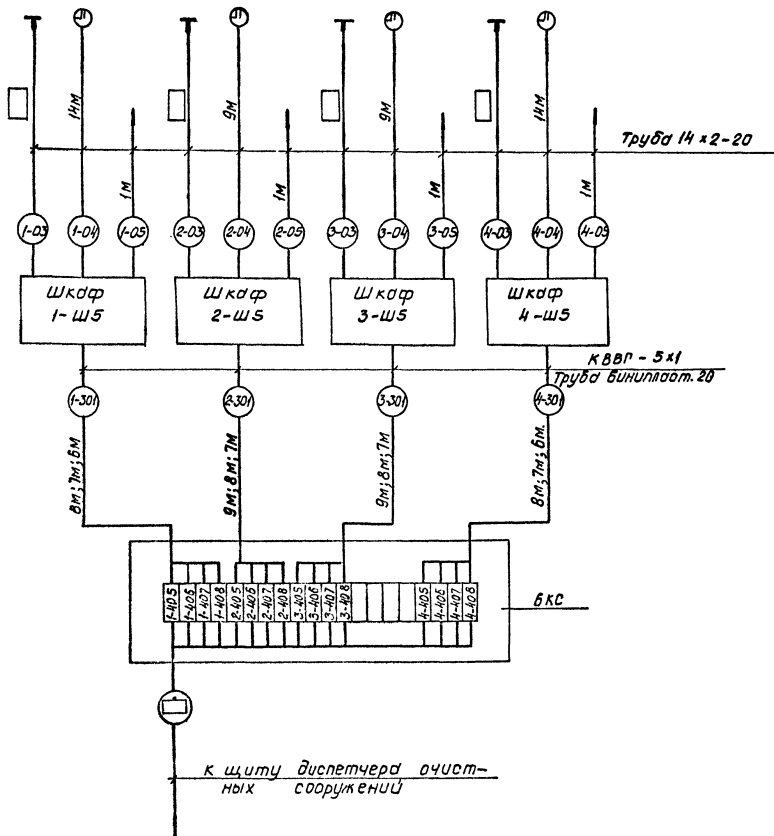 П П П П
14м 9м 9м 14м
Труба 14 x 2-20
1м 1м 1м 1м
1-03 1-04 1-05 2-03 2-04 2-05 3-03 3-04 3-05 4-03 4-04 4-05
Шкаф Шкаф Шкаф Шкаф
1-Ш5 2-Ш5 3-Ш5 4-Ш5
КВВГ - 5x1
Труба винипласт. 20
1-301 2-301 3-301 4-301
8м; 7м; 6м 9м; 8м; 7м 9м; 8м; 7м 8м; 7м; 6м.
1-405 1-406 1-407 1-408 2-405 2-406 2-407 2-408 3-405 3-406 3-407 3-408 4-405 4-406 4-407 4-408
6КС
к щиту диспетчера очист-
ных сооружений